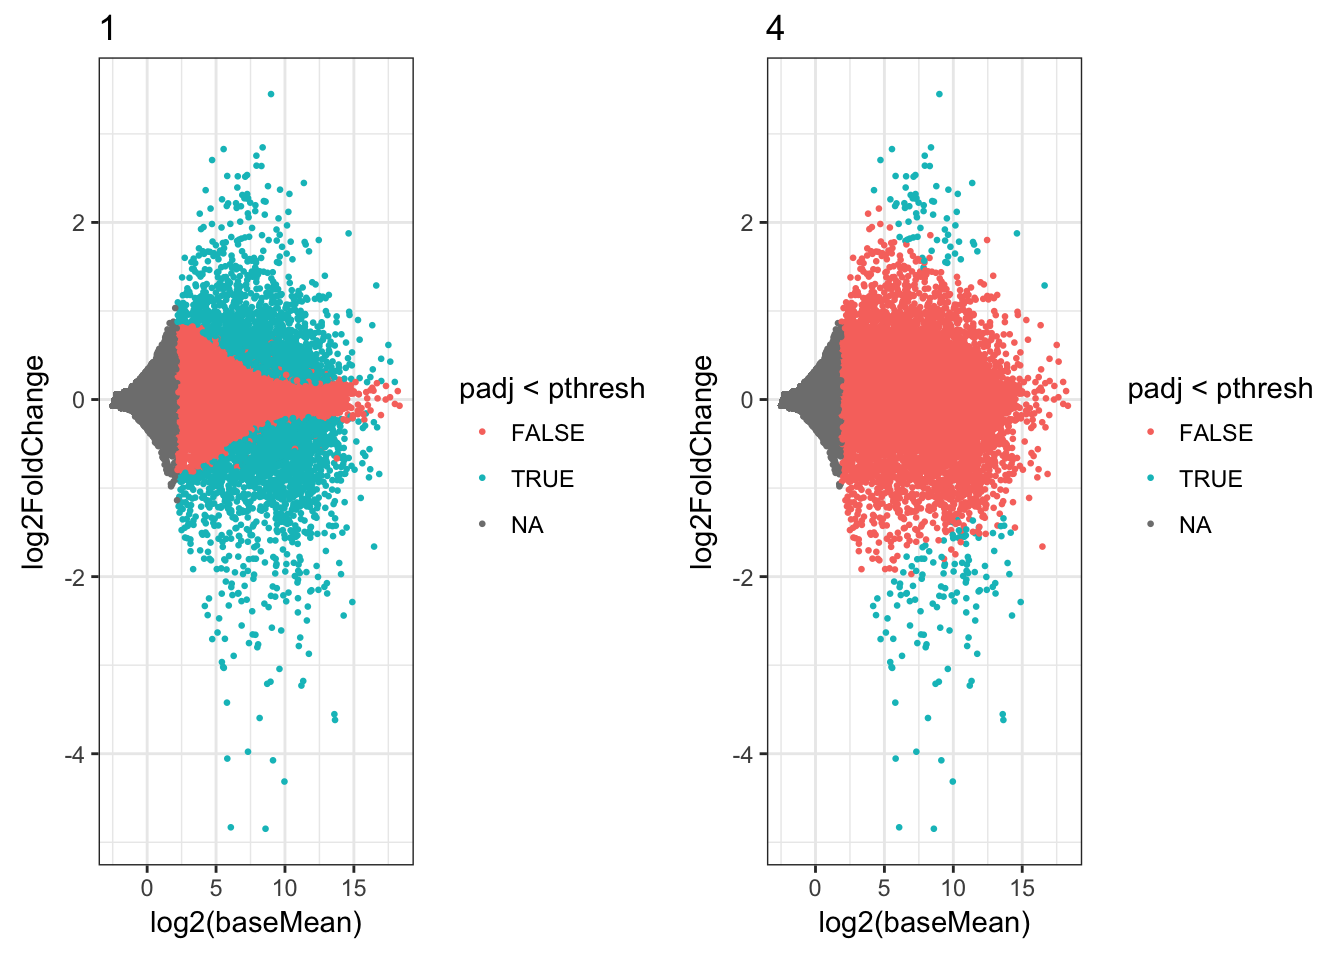 1
log2FoldChange
2
0
-2
-4
0 5 10 15
log2(baseMean)
padj < pthresh
FALSE
TRUE
NA
4
log2FoldChange
2
0
-2
-4
0 5 10 15
log2(baseMean)
padj < pthresh
FALSE
TRUE
NA